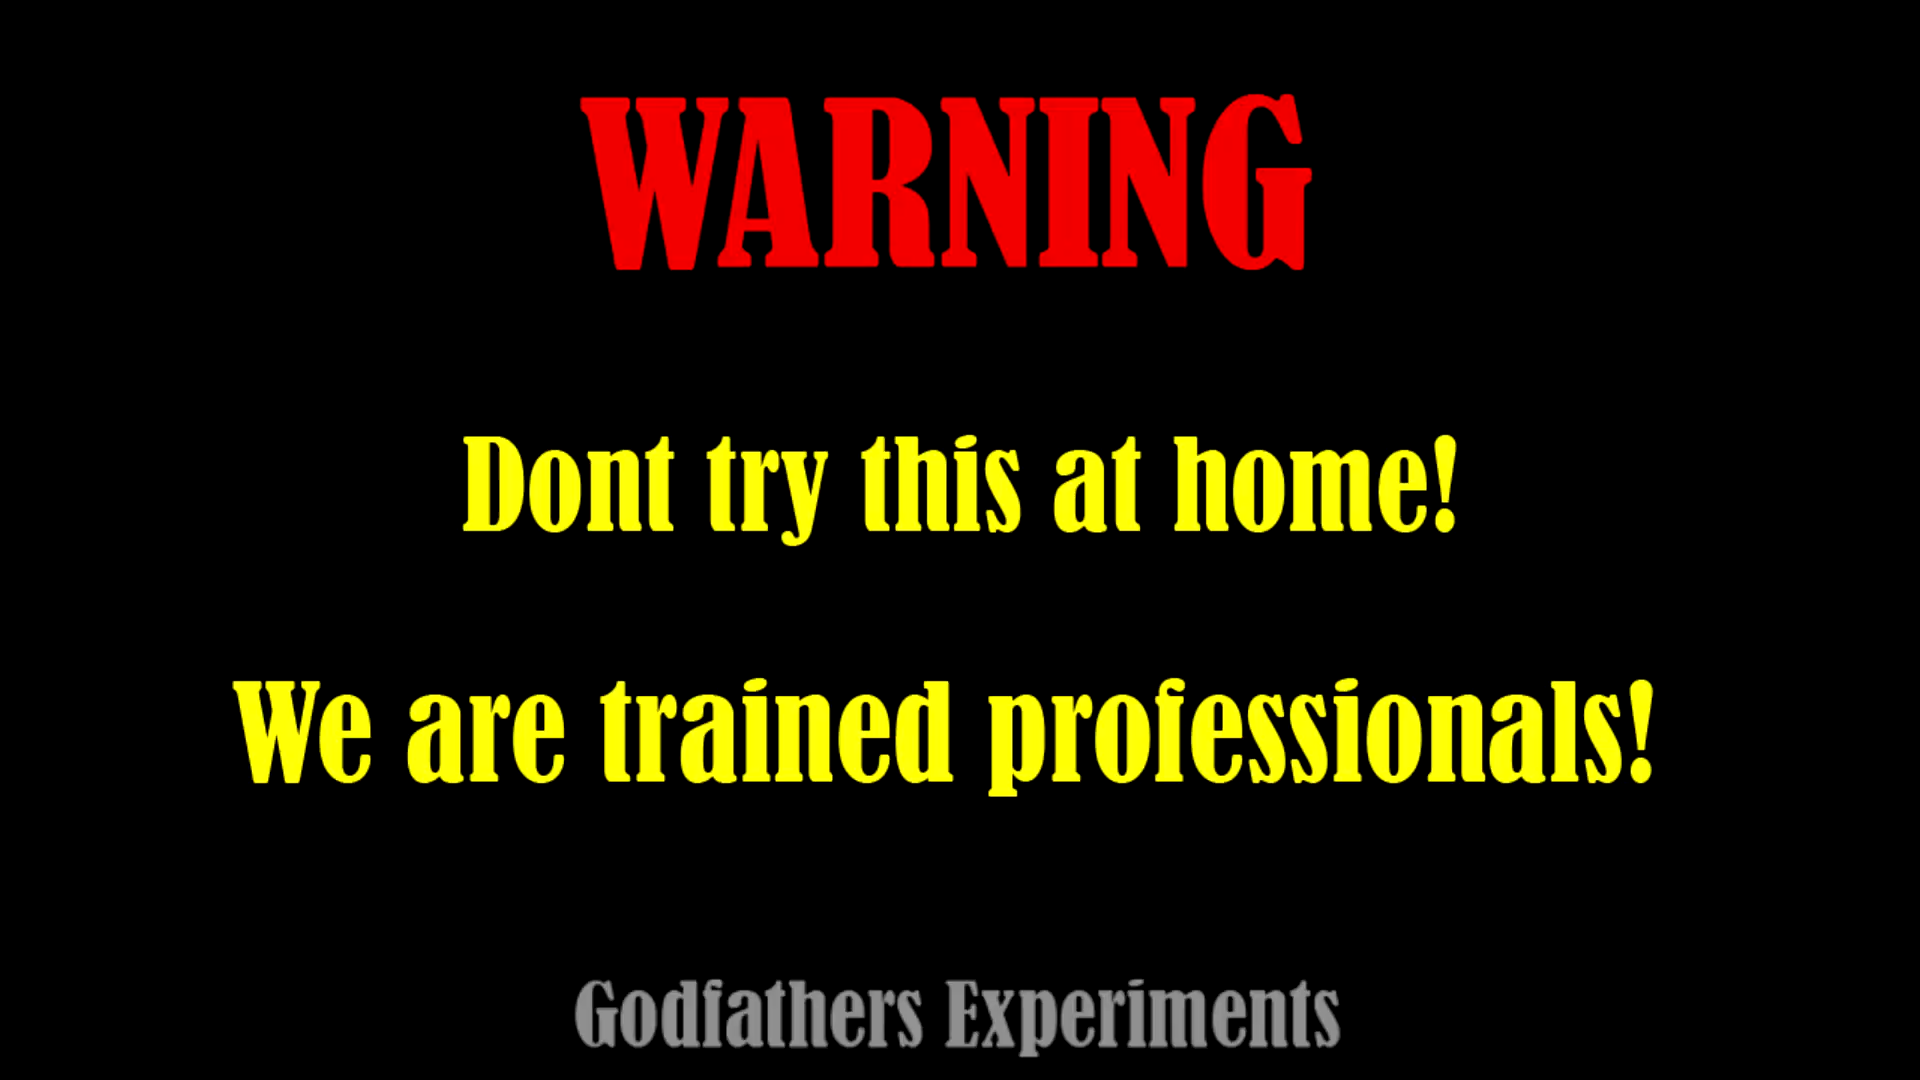 WARNING
Dont try this at home!
We are trained professionals!
Godfathers Experiments